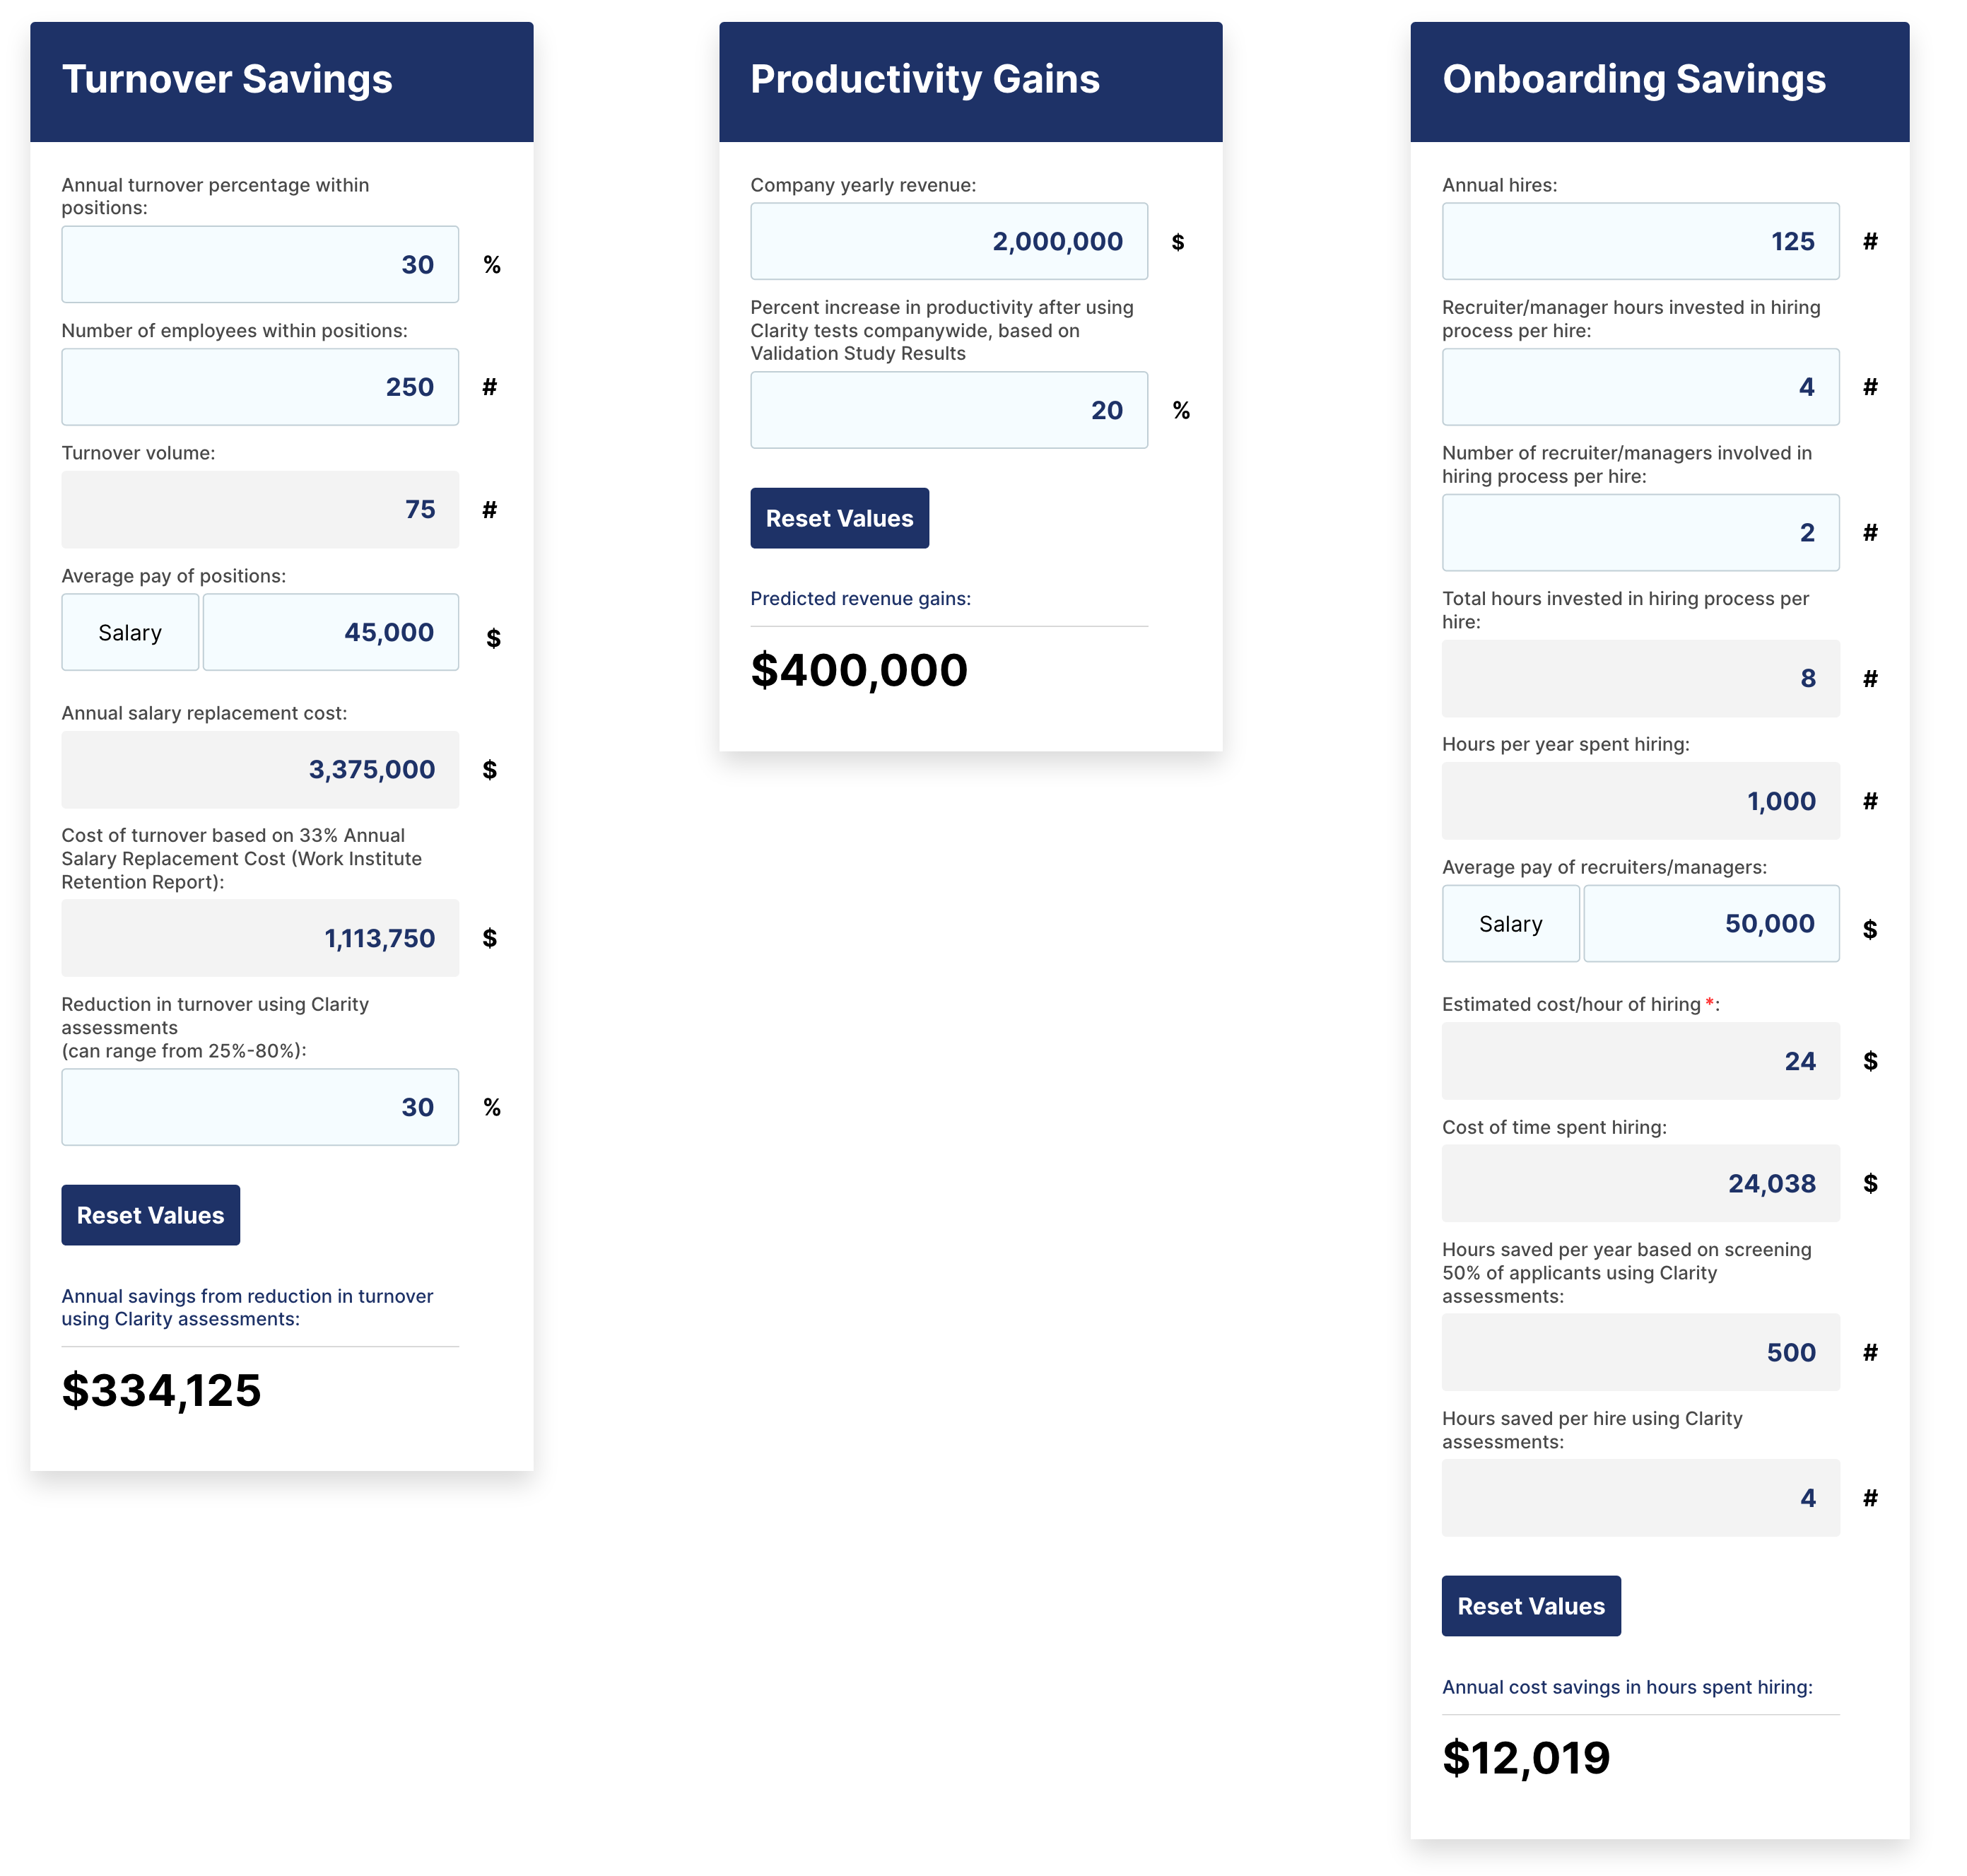 Turnover Savings
Annual turnover percentage within
positions:
30
%
Number of employees within positions:
250
#
Turnover volume:
75
#
Average pay of positions:
Salary
45,000
$
Annual salary replacement cost:
3,375,000
$
Cost of turnover based on 33% Annual
Salary Replacement Cost (Work Institute
Retention Report):
1,113,750
$
Reduction in turnover using Clarity
assessments
(can range from 25%-80%):
30
%
Reset Values
Annual savings from reduction in turnover
using Clarity assessments:
$334,125
Productivity Gains
Company yearly revenue:
2,000,000
$
Percent increase in productivity after using
Clarity tests companywide, based on
Validation Study Results
20
%
Reset Values
Predicted revenue gains:
$400,000
Onboarding Savings
Annual hires:
125
#
Recruiter/manager hours invested in hiring
process per hire:
4
#
Number of recruiter/managers involved in
hiring process per hire:
2
#
Total hours invested in hiring process per
hire:
8
#
Hours per year spent hiring:
1,000
#
Average pay of recruiters/managers:
Salary
50,000
$
Estimated cost/hour of hiring *:
24
$
Cost of time spent hiring:
24,038
$
Hours saved per year based on screening
50% of applicants using Clarity
assessments:
500
#
Hours saved per hire using Clarity
assessments:
4
#
Reset Values
Annual cost savings in hours spent hiring:
$12,019